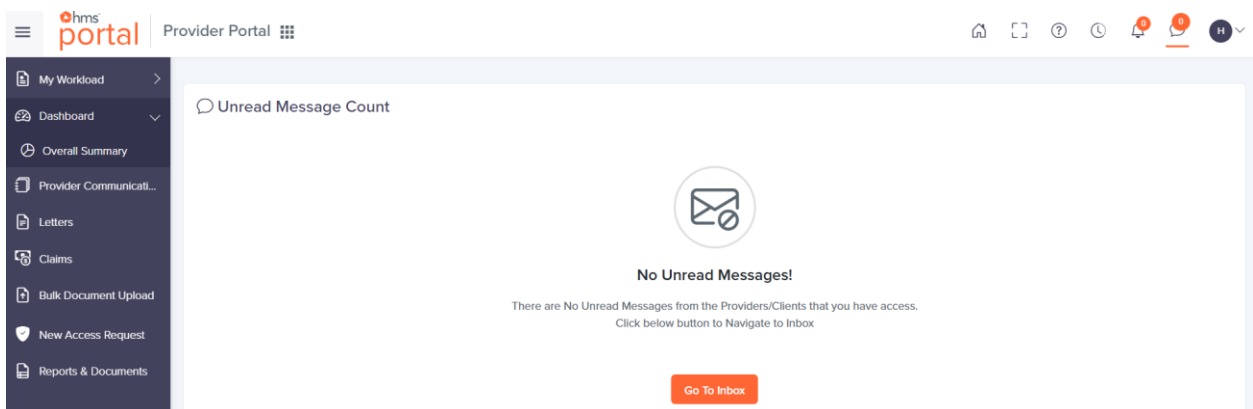 hms
portal
Provider Portal
0
0
H
My Workload
Dashboard
Overall Summary
Provider Communicati...
Letters
Claims
Bulk Document Upload
New Access Request
Reports & Documents
Unread Message Count
No Unread Messages!
There are No Unread Messages from the Providers/Clients that you have access.
Click below button to Navigate to Inbox
Go To Inbox